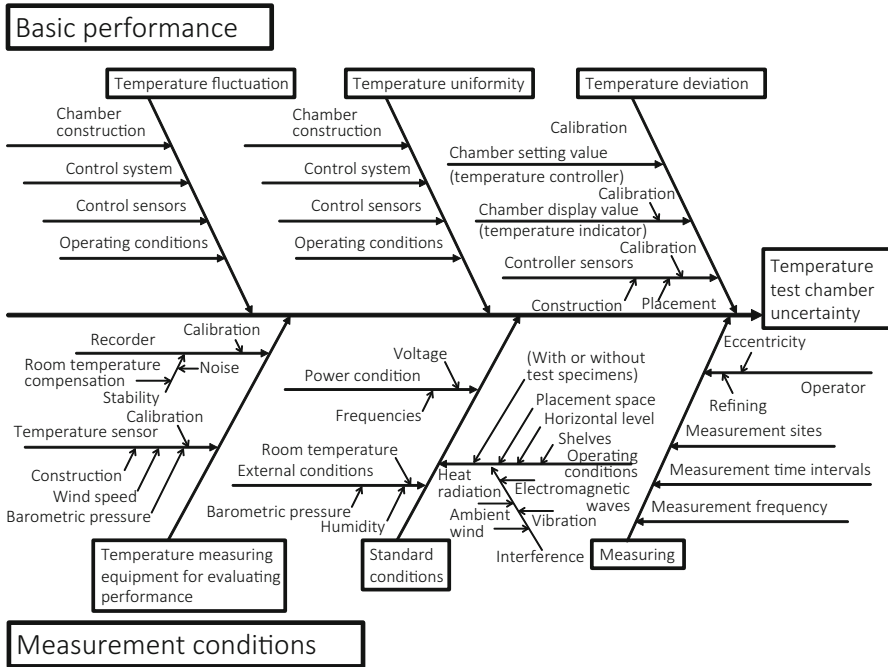 Basic performance
Temperature fluctuation
Temperature uniformity
Temperature deviation
Chamber
construction
Control system
Control sensors
Operating conditions
Chamber
construction
Control system
Control sensors
Operating conditions
Calibration
Chamber setting value
(temperature controller)
Calibration
Chamber display value
(temperature indicator)
Calibration
Controller sensors
Construction
Placement
Temperature
test chamber
uncertainty
Calibration
Recorder
Room temperature
compensation
Noise
Stability
Calibration
Temperature sensor
Construction
Wind speed
Barometric pressure
Temperature measuring
equipment for evaluating
performance
Voltage
Power condition
Frequencies
Room temperature
External conditions
Barometric pressure
Humidity
(With or without
test specimens)
Placement space
Horizontal level
Shelves
Operating
conditions
Heat
radiation
Electromagnetic
waves
Ambient
wind
Vibration
Interference
Standard
conditions
Eccentricity
Operator
Refining
Measurement sites
Measurement time intervals
Measurement frequency
Measuring
Measurement conditions